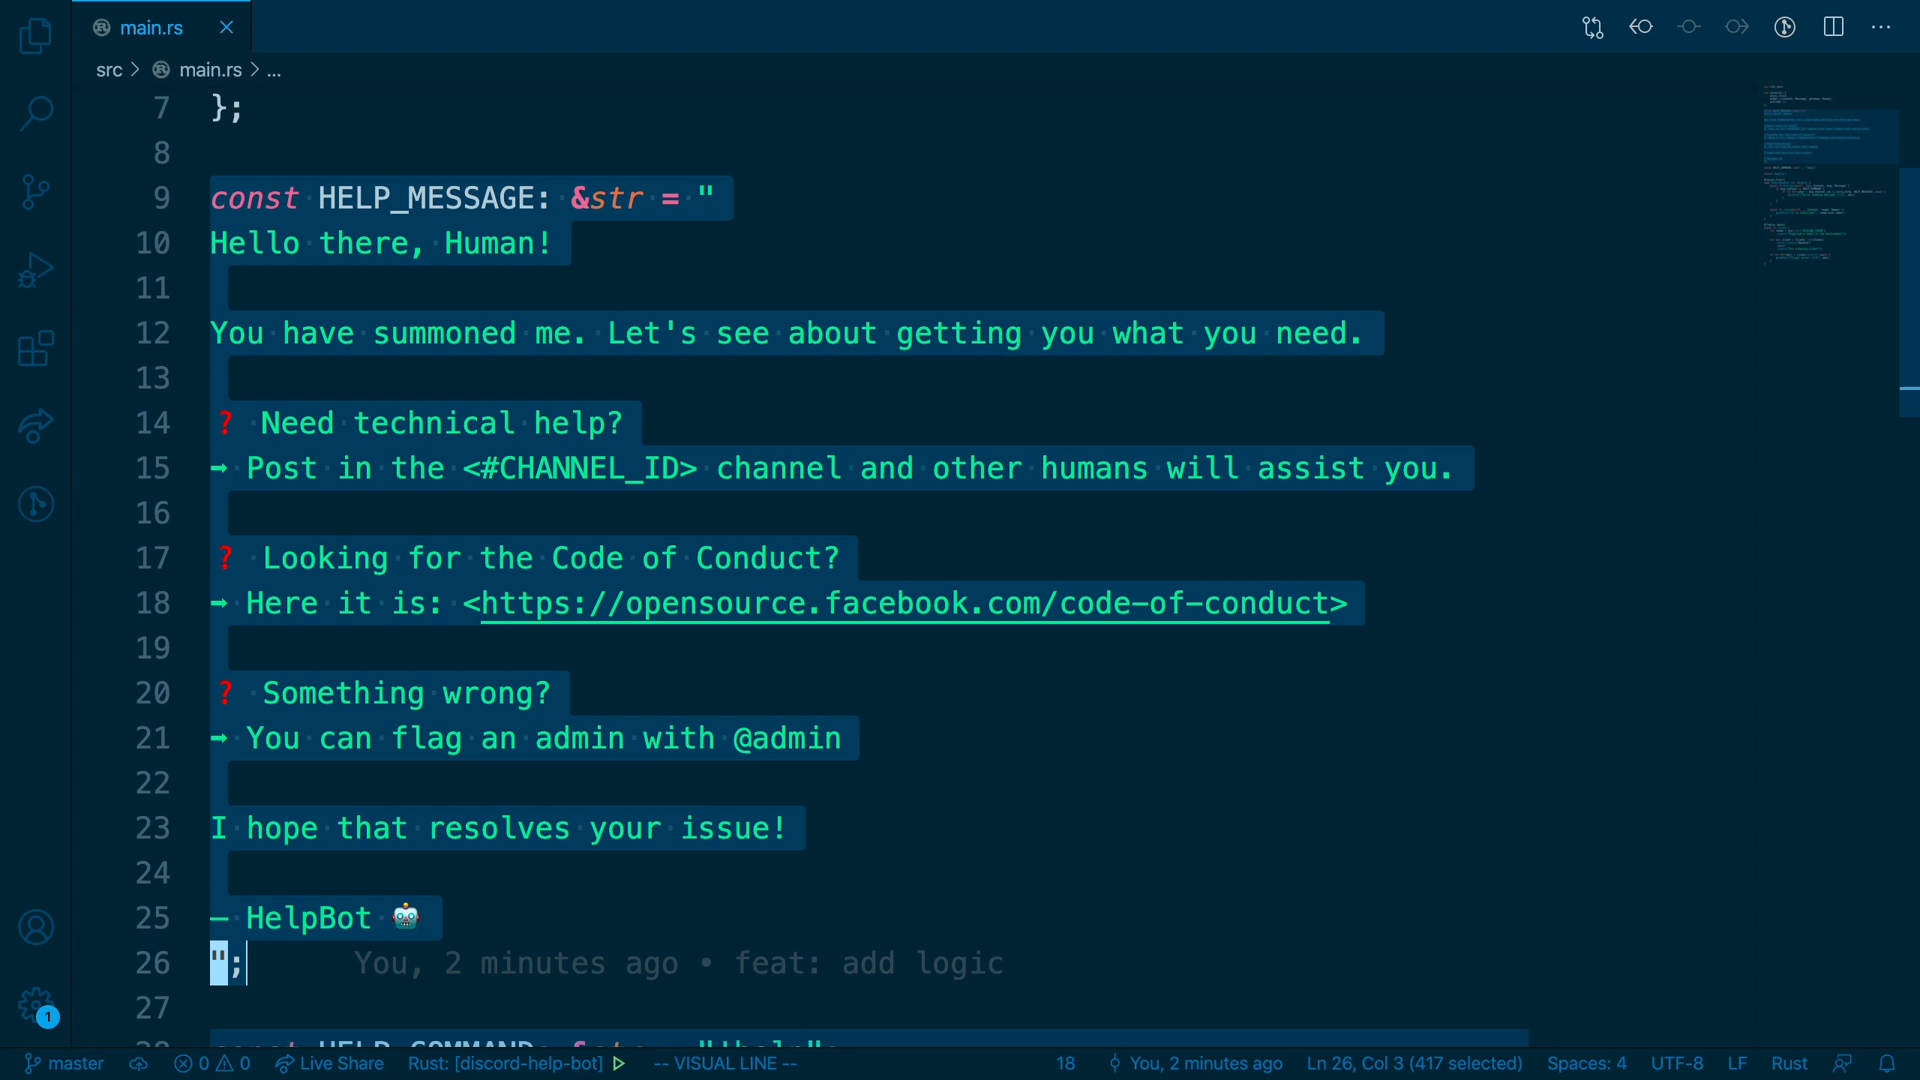 main.rs
src > main.rs > ...
7 };
8
9 const HELP_MESSAGE: &str = "
10 Hello there, Human!
11
12 You have summoned me. Let's see about getting you what you need.
13
14 ❓ Need technical help?
15 ➡ Post in the <#CHANNEL_ID> channel and other humans will assist you.
16
17 ❓ Looking for the Code of Conduct?
18 ➡ Here it is: <https://opensource.facebook.com/code-of-conduct>
19
20 ❓ Something wrong?
21 ➡ You can flag an admin with @admin
22
23 I hope that resolves your issue!
24
25 — HelpBot 🤖
26 "; You, 2 minutes ago • feat: add logic
27
28 const HELP_COMMAND: &str = "!help";
1
master 0 0 Live Share Rust: [discord-help-bot] -- VISUAL LINE -- 18 You, 2 minutes ago Ln 26, Col 3 (417 selected) Spaces: 4 UTF-8 LF Rust